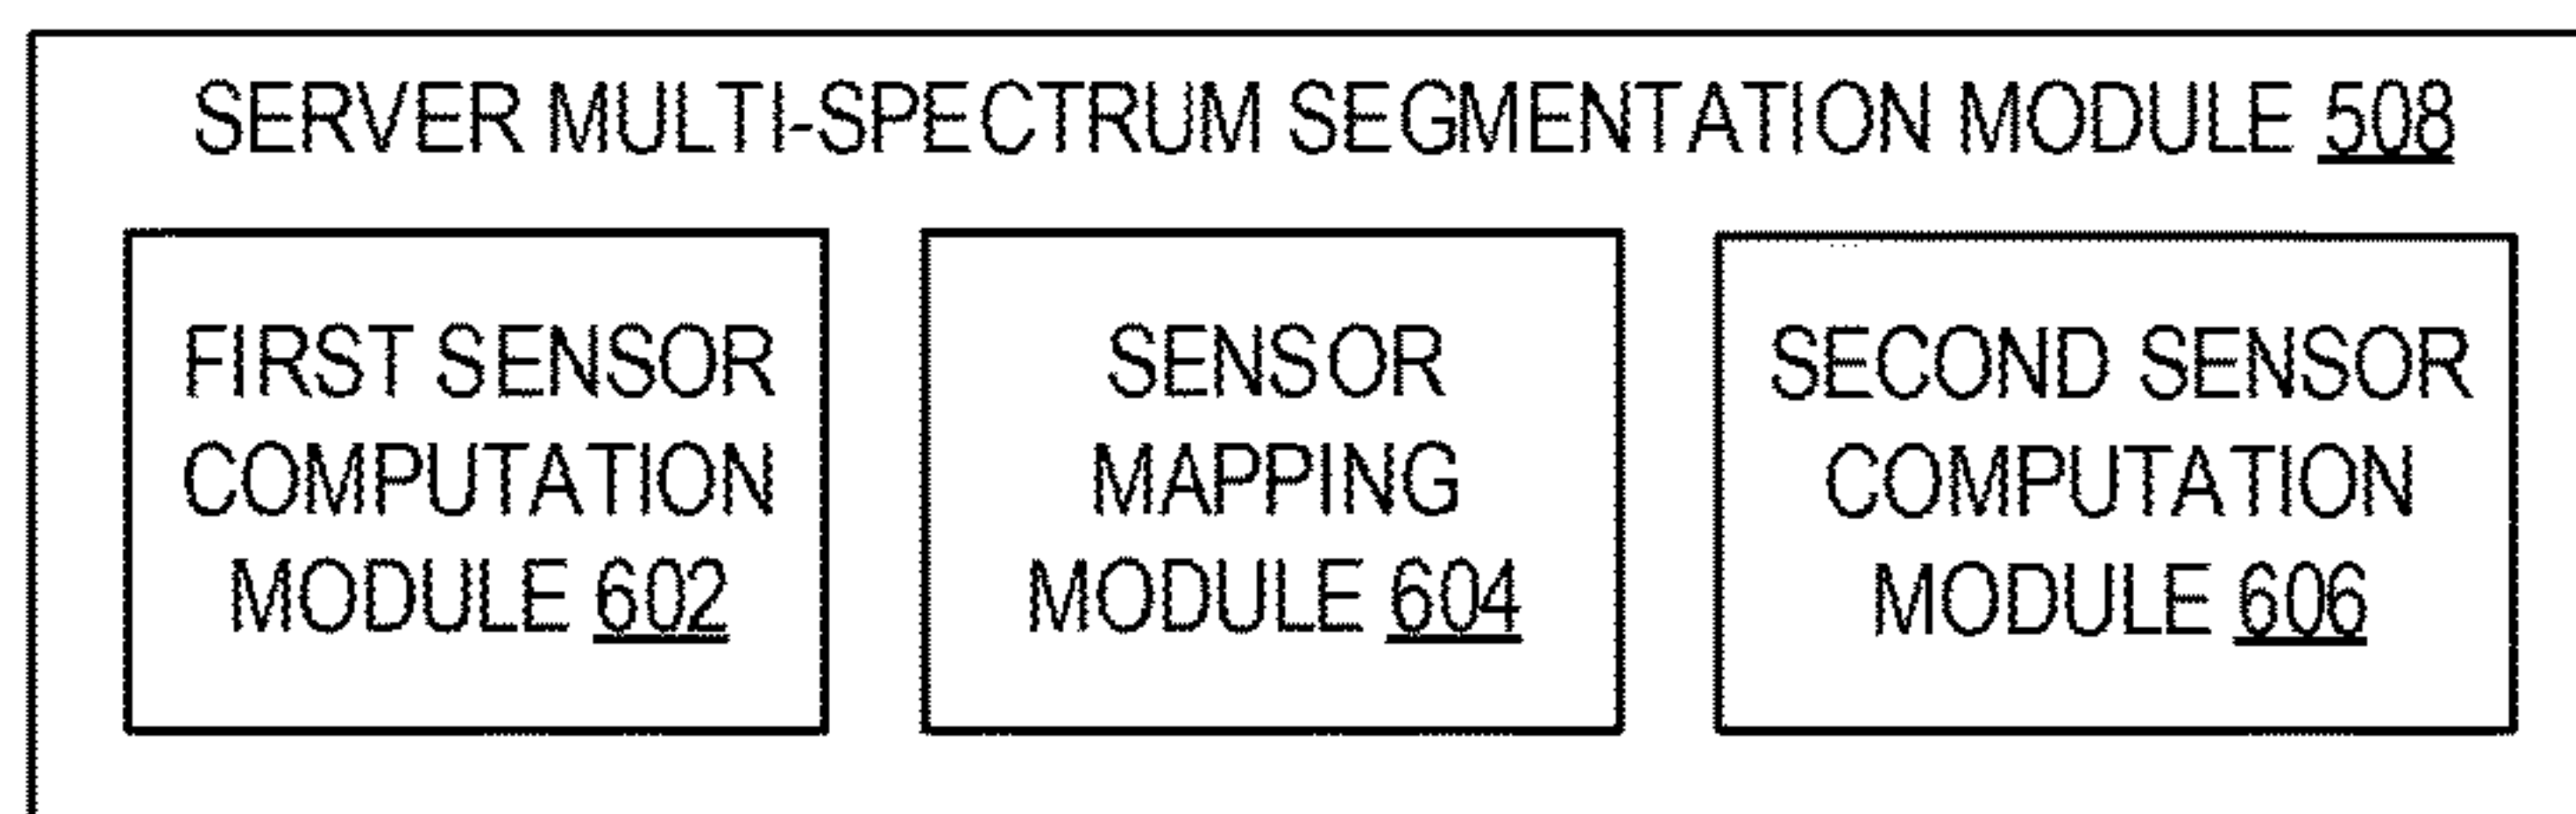 SERVER MULTI-SPECTRUM SEGMENTATION MODULE 508
FIRST SENSOR
COMPUTATION
MODULE 602
SENSOR
MAPPING
MODULE 604
SECOND SENSOR
COMPUTATION
MODULE 606